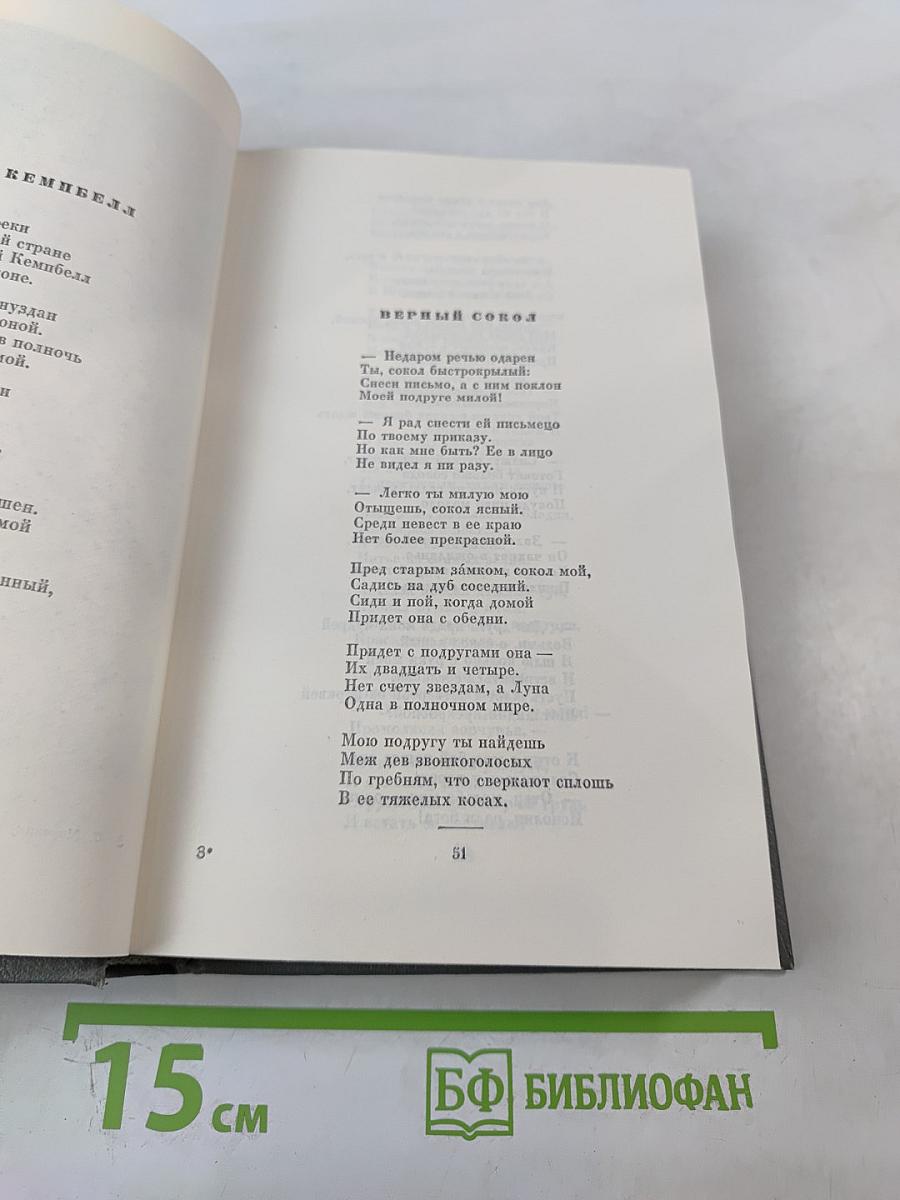 КЕМПБЕЛЛ
еки
й стране
й Кемпбелл
оне.
нуздан
оной.
в полночь
мой.
н
шен.
мой
нный,
ВЕРНЫЙ СОКОЛ
— Недаром речью одарен
Ты, сокол быстрокрылый:
Снеси письмо, а с ним поклон
Моей подруге милой!
— Я рад снести ей письмецо
По твоему приказу.
Но как мне быть? Ее в лицо
Не видел я ни разу.
— Легко ты милую мою
Отыщешь, сокол ясный.
Среди невест в ее краю
Нет более прекрасной.
Пред старым за́мком, сокол мой,
Садись на дуб соседний.
Сиди и пой, когда домой
Придет она с обедни.
Придет с подругами она —
Их двадцать и четыре.
Нет счету звездам, а Луна
Одна в полночном мире.
Мою подругу ты найдешь
Меж дев звонкоголосых
По гребням, что сверкают сплошь
В ее тяжелых косах.
3*
51
15 см
БФ БИБЛИОФАН